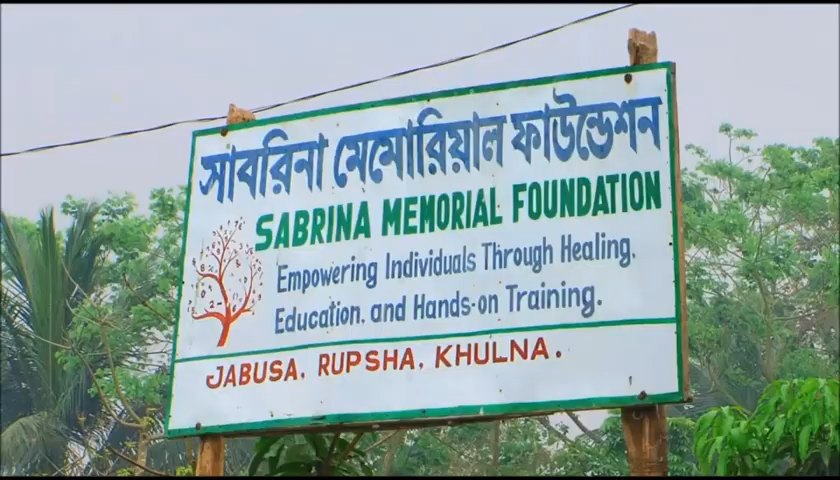 সাবরিনা মেমোরিয়াল ফাউন্ডেশন
SABRINA MEMORIAL FOUNDATION
Empowering Individuals Through Healing,
Education, and Hands-on Training.
JABUSA, RUPSHA, KHULNA.